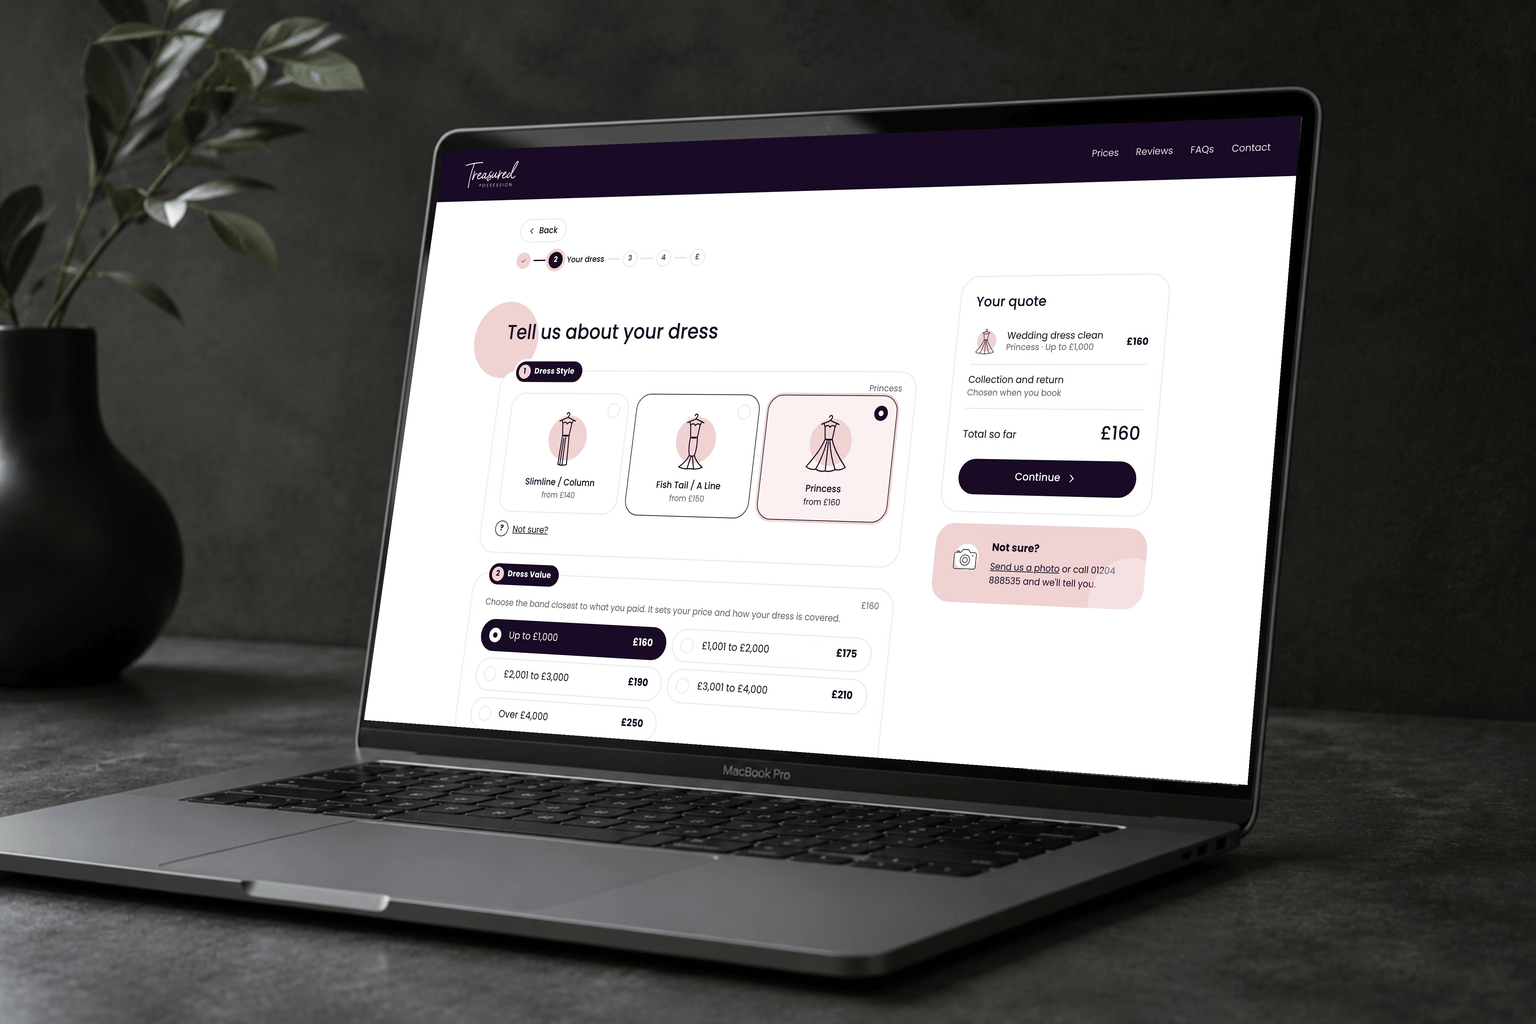 Treasured
POSSESSION
Prices
Reviews
FAQs
Contact
Back
2 Your dress 3 4 £
Tell us about your dress
1 Dress Style
Princess
Slimline / Column
from £140
Fish Tail / A Line
from £150
Princess
from £160
? Not sure?
2 Dress Value
£160
Choose the band closest to what you paid. It sets your price and how your dress is covered.
Up to £1,000 £160
£1,001 to £2,000 £175
£2,001 to £3,000 £190
£3,001 to £4,000 £210
Over £4,000 £250
Your quote
Wedding dress clean £160
Princess · Up to £1,000
Collection and return
Chosen when you book
Total so far £160
Continue
Not sure?
Send us a photo or call 01204
888535 and we'll tell you.
MacBook Pro